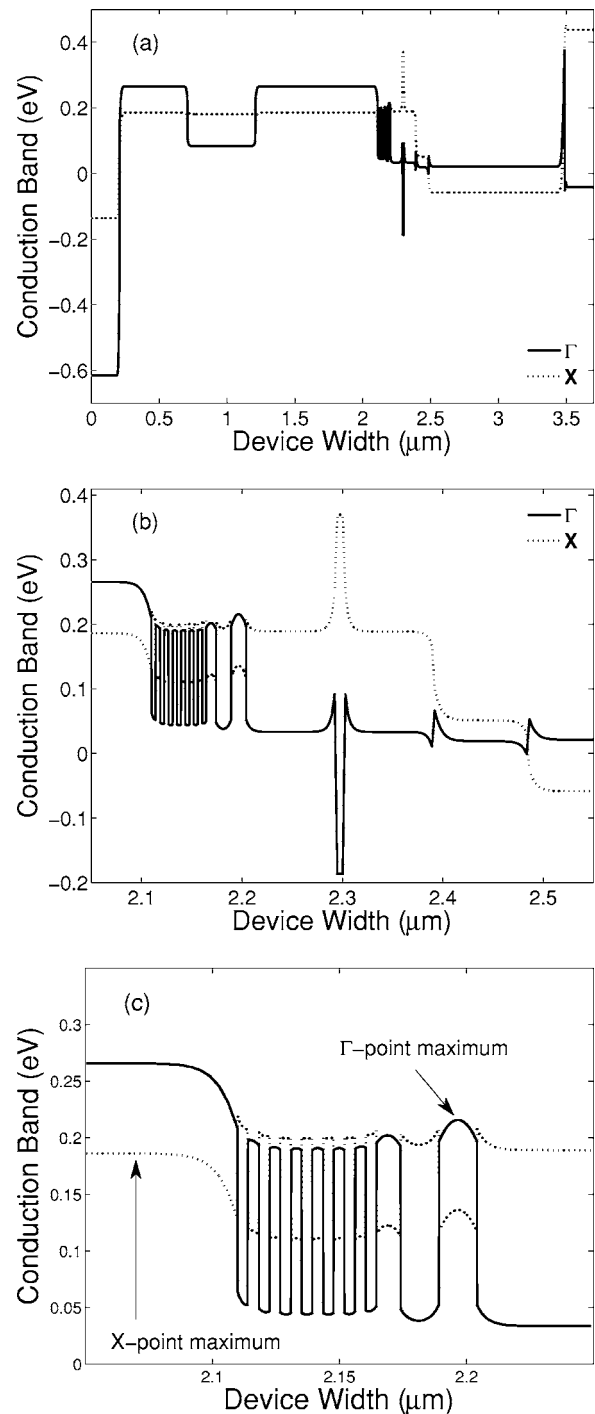 (a)
Conduction Band (eV)
0.4
0.2
0
−0.2
−0.4
−0.6
Γ
X
0 0.5 1 1.5 2 2.5 3 3.5
Device Width (μm)
(b)
Conduction Band (eV)
0.4
0.3
0.2
0.1
0
−0.1
−0.2
Γ
X
2.1 2.2 2.3 2.4 2.5
Device Width (μm)
(c)
Conduction Band (eV)
0.3
0.25
0.2
0.15
0.1
0.05
0
Γ−point maximum
X−point maximum
2.1 2.15 2.2
Device Width (μm)